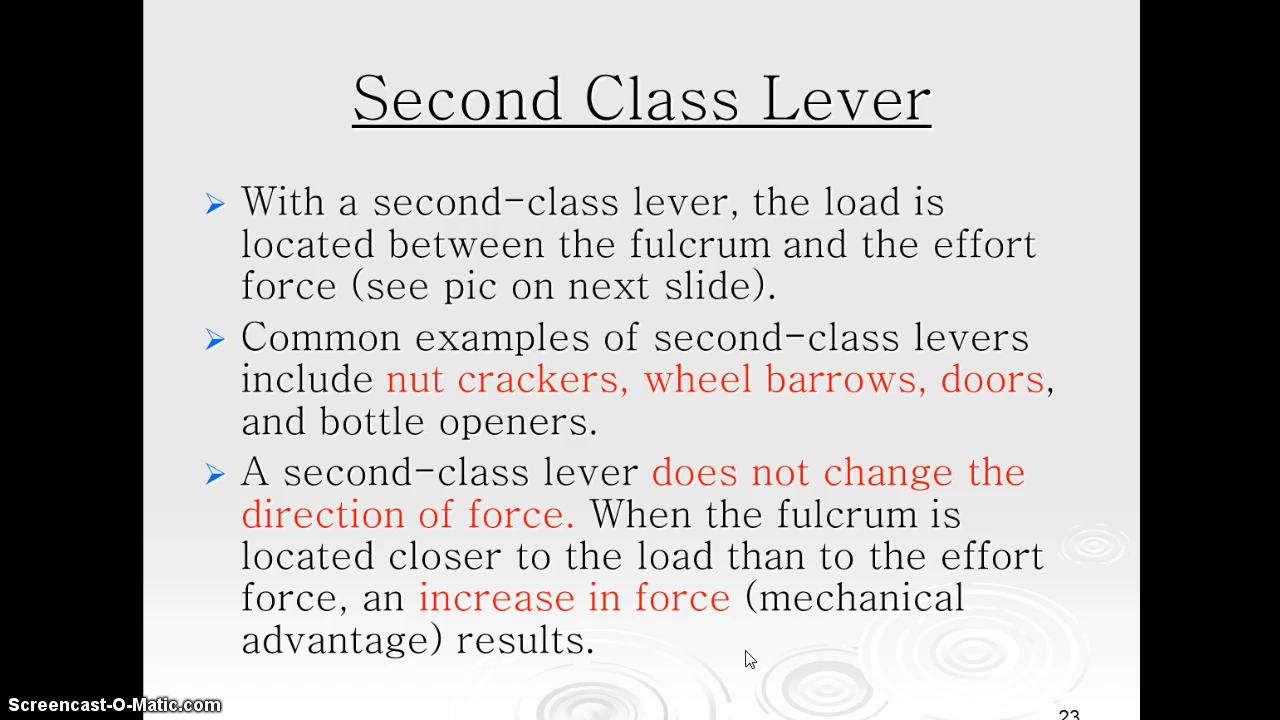 Second Class Lever
With a second-class lever, the load is
located between the fulcrum and the effort
force (see pic on next slide).
Common examples of second-class levers
include nut crackers, wheel barrows, doors,
and bottle openers.
A second-class lever does not change the
direction of force. When the fulcrum is
located closer to the load than to the effort
force, an increase in force (mechanical
advantage) results.
Screencast-O-Matic.com
23